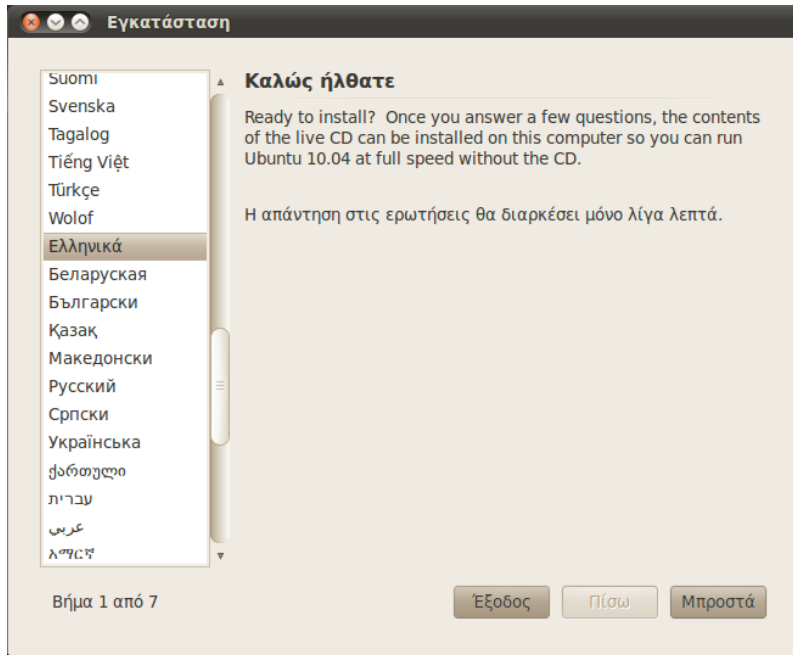 Εγκατάσταση
Suomi
Svenska
Tagalog
Tiếng Việt
Türkçe
Wolof
Ελληνικά
Беларуская
Български
Қазақ
Македонски
Русский
Српски
Українська
ქართული
עברית
عربي
አማርኛ
Καλώς ήλθατε
Ready to install? Once you answer a few questions, the contents
of the live CD can be installed on this computer so you can run
Ubuntu 10.04 at full speed without the CD.
Η απάντηση στις ερωτήσεις θα διαρκέσει μόνο λίγα λεπτά.
Βήμα 1 από 7
Έξοδος
Πίσω
Μπροστά